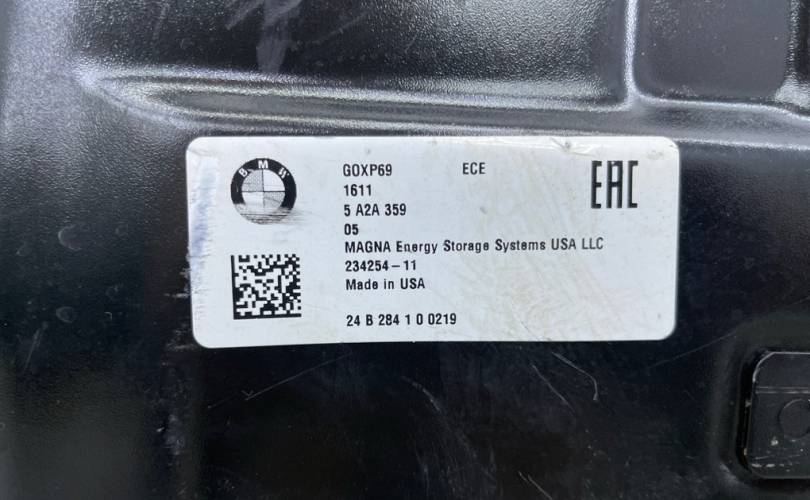 BMW
G0XP69 ECE
EAC
1611
5 A2A 359
05
MAGNA Energy Storage Systems USA LLC
234254-11
Made in USA
24 B 284 1 0 0219